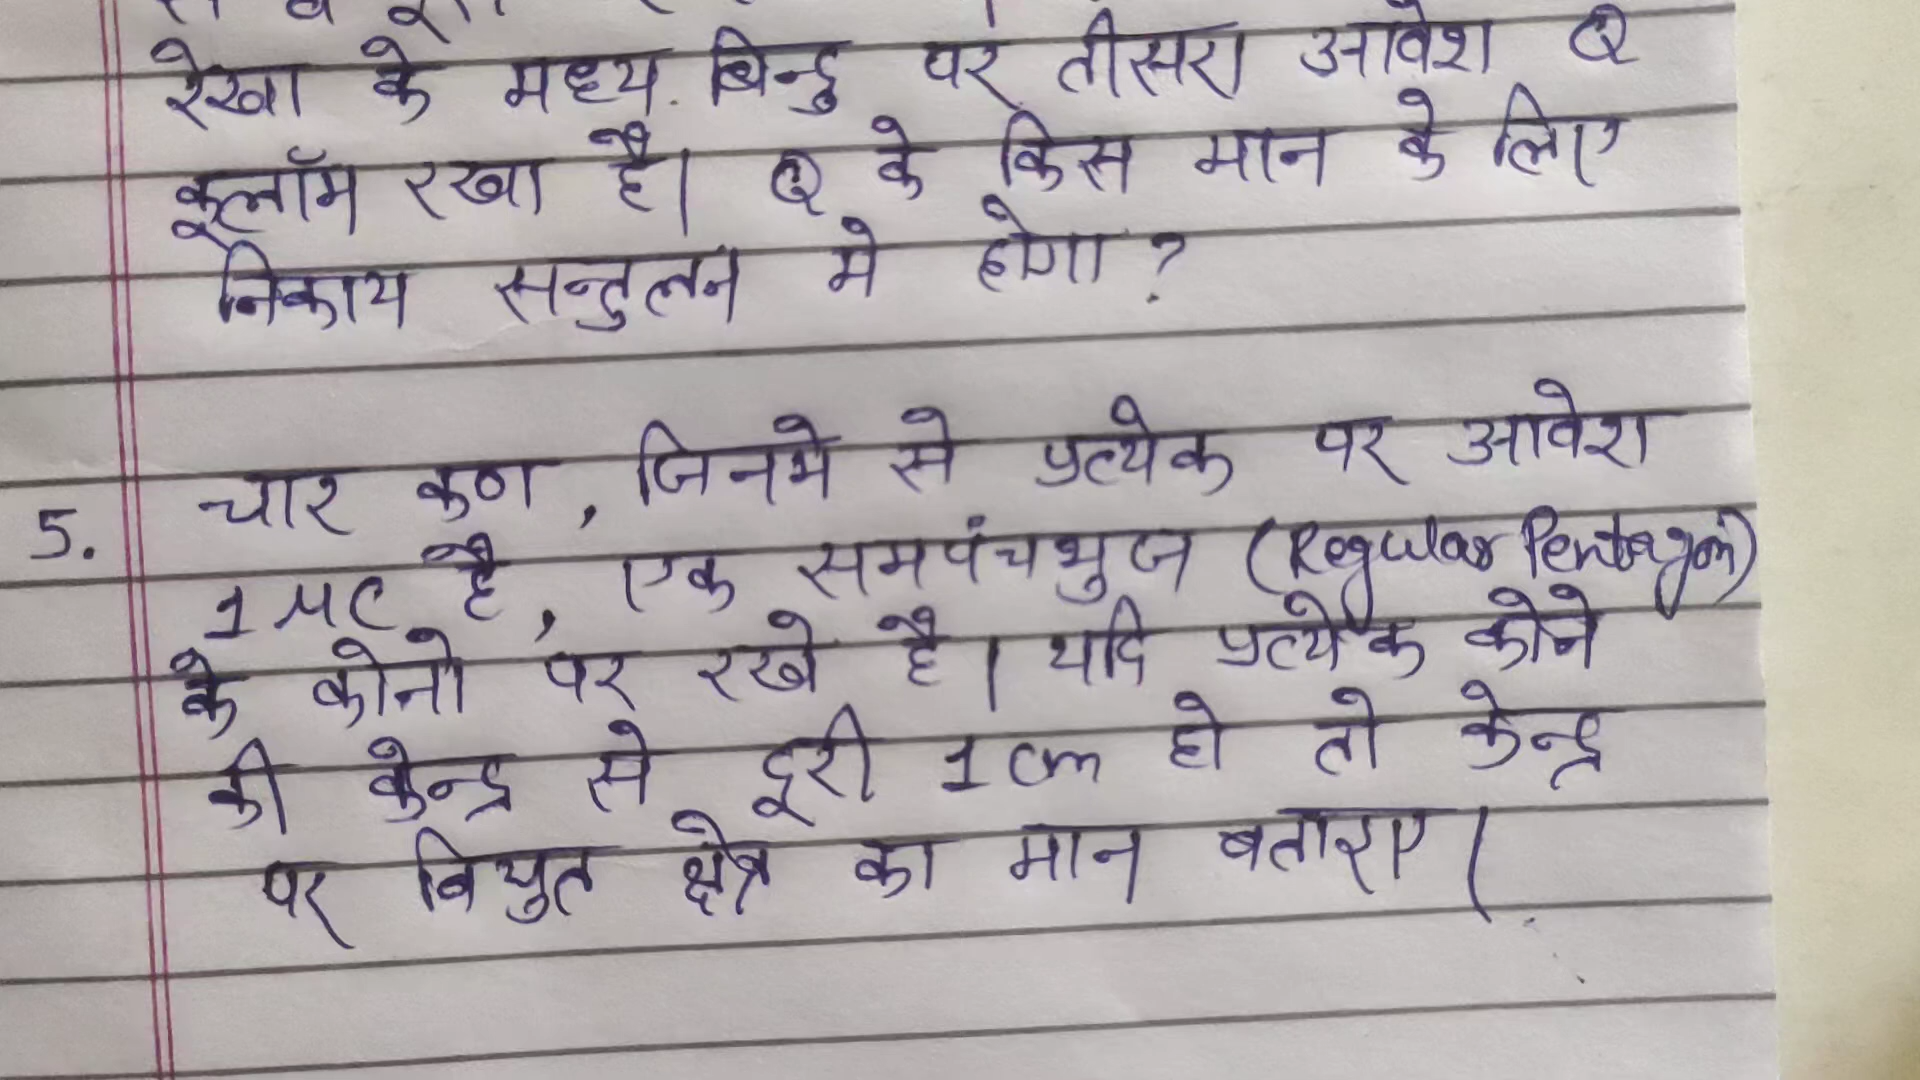 रेखा के मध्य बिन्दु पर तीसरा आवेश Q
कूलॉम रखा है। Q के किस मान के लिए
निकाय सन्तुलन मे होगा ?
5. चार कण , जिनमे से प्रत्येक पर आवेश
1 μC है, एक समपंचभुज (Regular Pentagon)
के कोनो पर रखे है। यदि प्रत्येक कोने
की केन्द्र से दूरी 1 cm हो तो केन्द्र
पर विधुत क्षेत्र का मान बताइए।